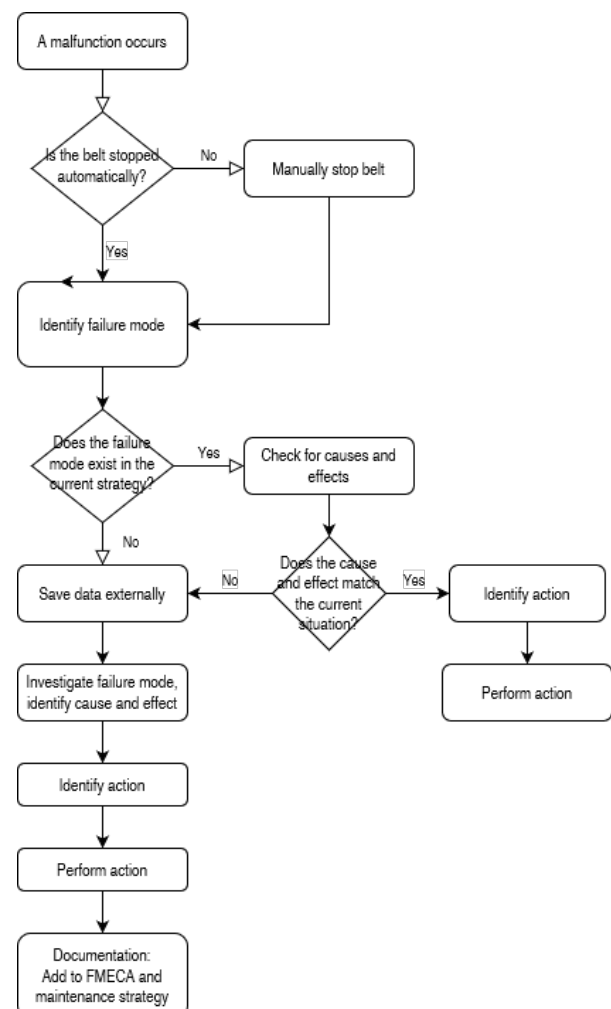 A malfunction occurs
Is the belt stopped
automatically?
No
Manually stop belt
Yes
Identify failure mode
Does the failure
mode exist in the
current strategy?
Yes
Check for causes and
effects
No
Does the cause
and effect match
the current
situation?
No
Yes
Save data externally
Identify action
Investigate failure mode,
identify cause and effect
Perform action
Identify action
Perform action
Documentation:
Add to FMECA and
maintenance strategy